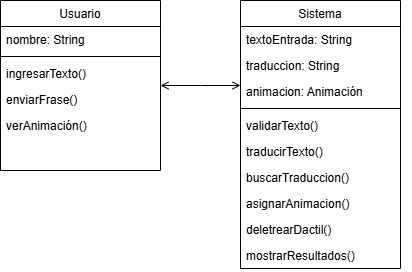 Usuario
nombre: String
ingresarTexto()
enviarFrase()
verAnimación()
Sistema
textoEntrada: String
traduccion: String
animacion: Animación
validarTexto()
traducirTexto()
buscarTraduccion()
asignarAnimacion()
deletrearDactil()
mostrarResultados()